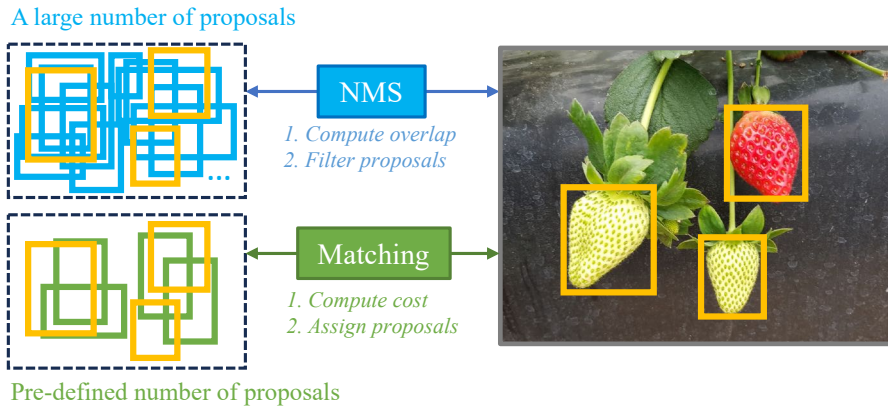 A large number of proposals
NMS
1. Compute overlap
2. Filter proposals
...
Matching
1. Compute cost
2. Assign proposals
Pre-defined number of proposals